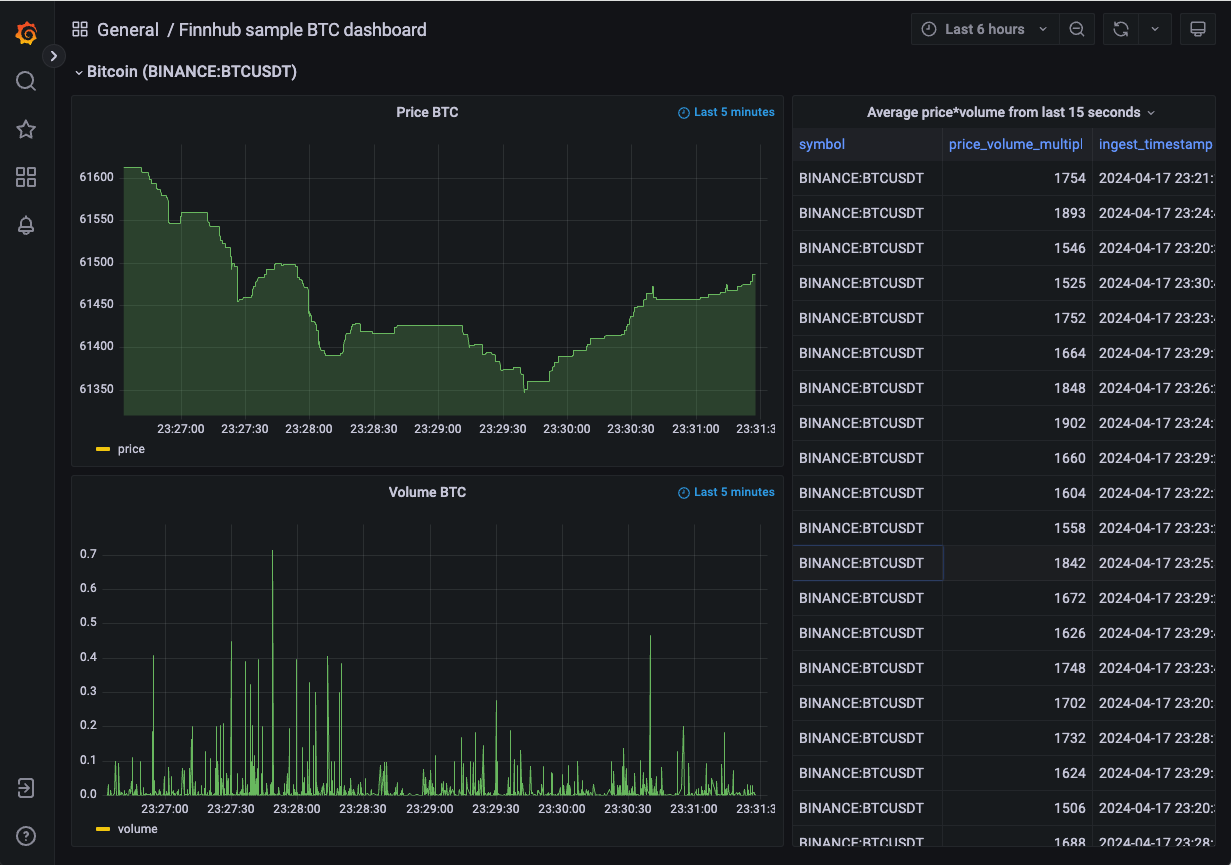 General / Finnhub sample BTC dashboard
Last 6 hours
Bitcoin (BINANCE:BTCUSDT)
Price BTC
Last 5 minutes
61600
61550
61500
61450
61400
61350
23:27:00 23:27:30 23:28:00 23:28:30 23:29:00 23:29:30 23:30:00 23:30:30 23:31:00 23:31:3
price
Volume BTC
Last 5 minutes
0.7
0.6
0.5
0.4
0.3
0.2
0.1
0.0
23:27:00 23:27:30 23:28:00 23:28:30 23:29:00 23:29:30 23:30:00 23:30:30 23:31:00 23:31:3
volume
Average price*volume from last 15 seconds
symbol price_volume_multipl ingest_timestamp
BINANCE:BTCUSDT 1754 2024-04-17 23:21:
BINANCE:BTCUSDT 1893 2024-04-17 23:24:
BINANCE:BTCUSDT 1546 2024-04-17 23:20:
BINANCE:BTCUSDT 1525 2024-04-17 23:30:
BINANCE:BTCUSDT 1752 2024-04-17 23:23:
BINANCE:BTCUSDT 1664 2024-04-17 23:29:
BINANCE:BTCUSDT 1848 2024-04-17 23:26:
BINANCE:BTCUSDT 1902 2024-04-17 23:24:
BINANCE:BTCUSDT 1660 2024-04-17 23:29:
BINANCE:BTCUSDT 1604 2024-04-17 23:22:
BINANCE:BTCUSDT 1558 2024-04-17 23:23:
BINANCE:BTCUSDT 1842 2024-04-17 23:25:
BINANCE:BTCUSDT 1672 2024-04-17 23:29:
BINANCE:BTCUSDT 1626 2024-04-17 23:29:
BINANCE:BTCUSDT 1748 2024-04-17 23:23:
BINANCE:BTCUSDT 1702 2024-04-17 23:20:
BINANCE:BTCUSDT 1732 2024-04-17 23:28:
BINANCE:BTCUSDT 1624 2024-04-17 23:29:
BINANCE:BTCUSDT 1506 2024-04-17 23:20:
BINANCE:BTCUSDT 1688 2024-04-17 23:28: